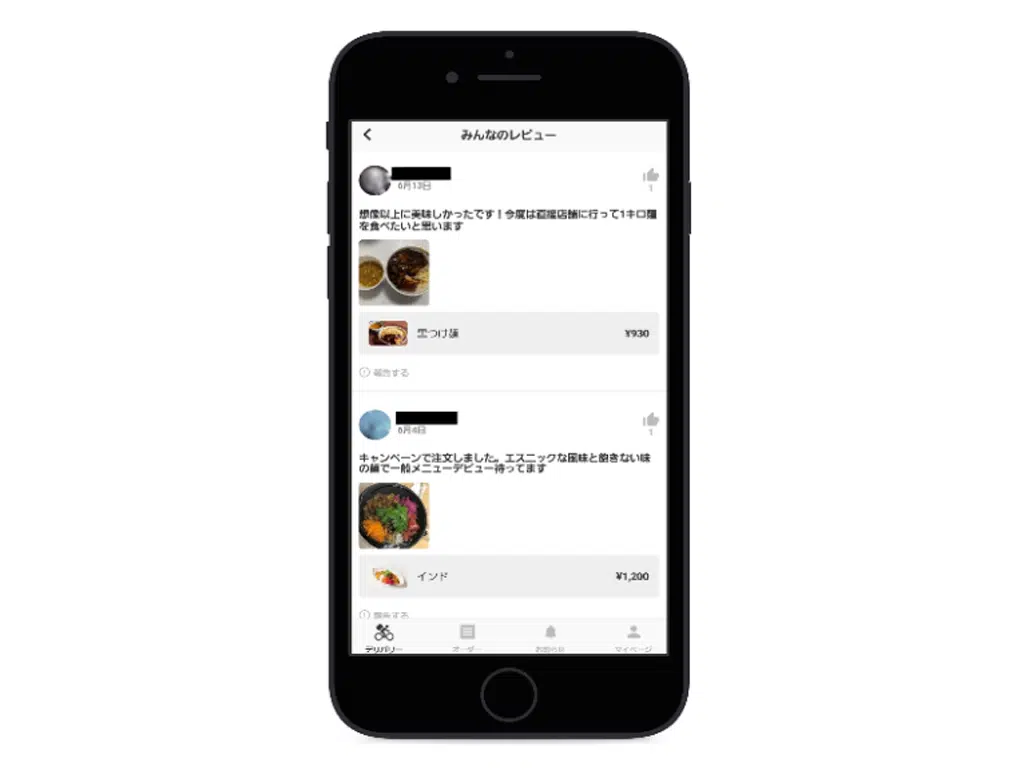 みんなのレビュー
6月13日
1
想像以上に美味しかったです！今度は直接店舗に行って1キロ麺
を食べたいと思います
黒つけ麺
¥930
報告する
6月4日
1
キャンペーンで注文しました。エスニックな風味と飽きない味
の麺で一般メニューデビュー待ってます
インド
¥1,200
報告する
デリバリー
オーダー
お知らせ
マイページ